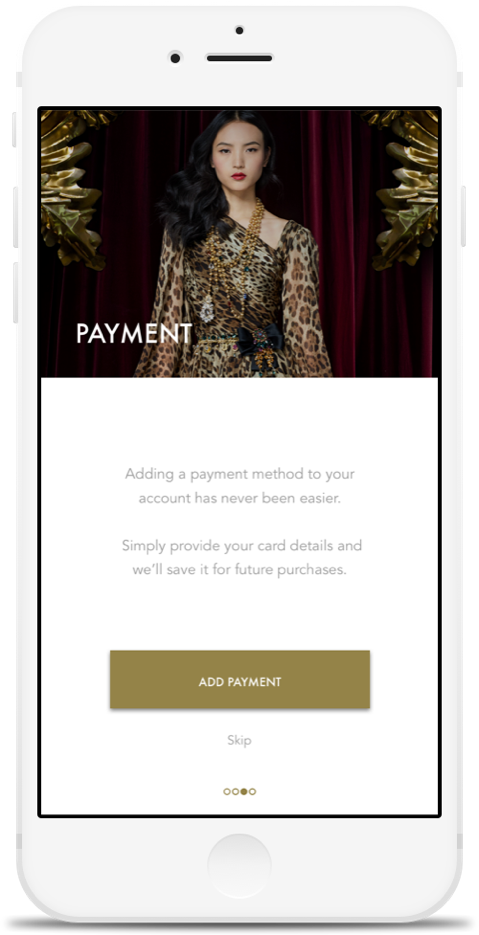 PAYMENT
Adding a payment method to your
account has never been easier.
Simply provide your card details and
we'll save it for future purchases.
ADD PAYMENT
Skip